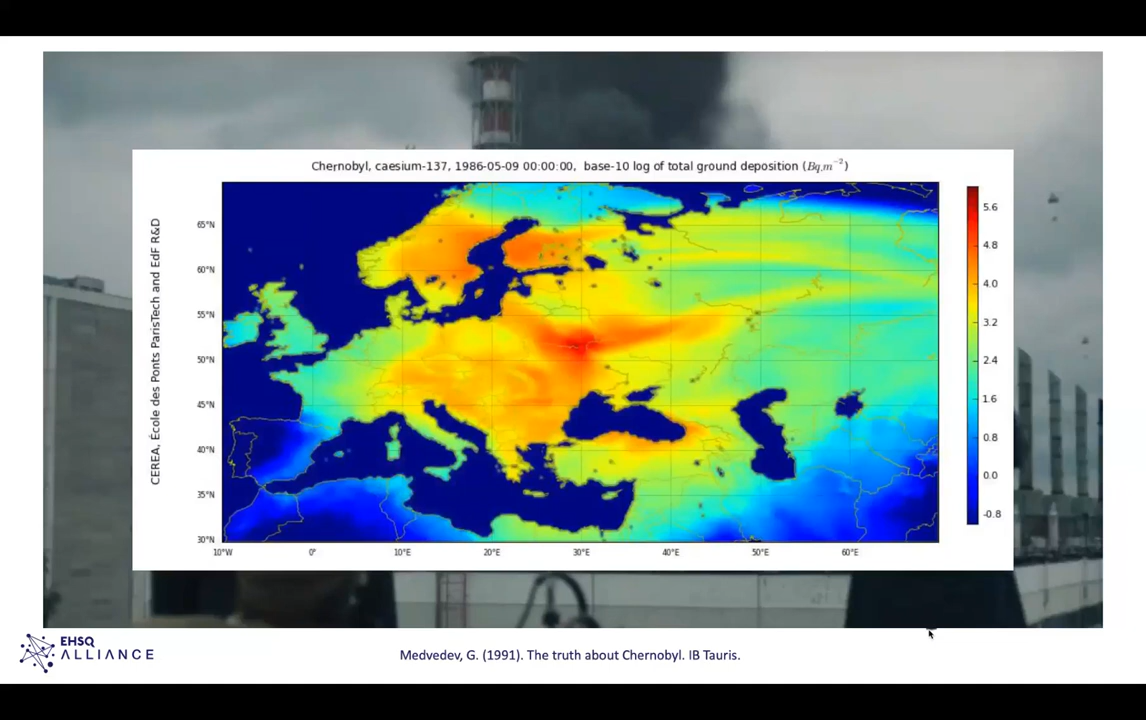 Chernobyl, caesium-137, 1986-05-09 00:00:00, base-10 log of total ground deposition (Bq.m⁻²)
CEREA, École des Ponts ParisTech and EdF R&D
65°N
60°N
55°N
50°N
45°N
40°N
35°N
30°N
10°W 0° 10°E 20°E 30°E 40°E 50°E 60°E
5.6
4.8
4.0
3.2
2.4
1.6
0.8
0.0
-0.8
EHSQ
ALLIANCE
Medvedev, G. (1991). The truth about Chernobyl. IB Tauris.